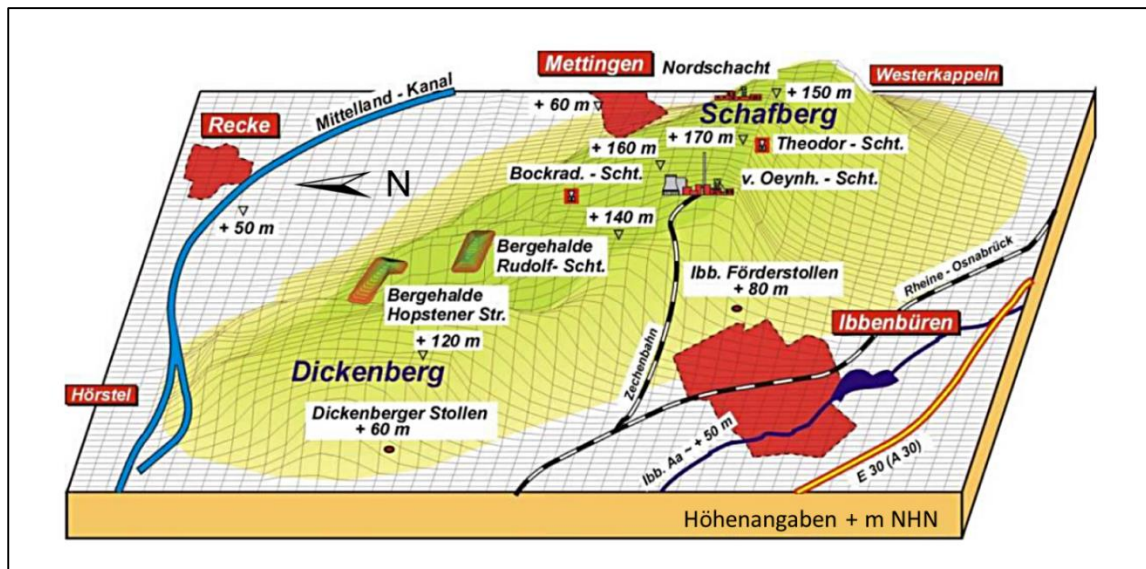 Mettingen
Nordschacht
Westerkappeln
Mittelland - Kanal
+ 60 m
+ 150 m
Recke
Schafberg
+ 170 m
Theodor - Scht.
+ 160 m
Bockrad. - Scht.
v. Oeynh. - Scht.
N
+ 50 m
+ 140 m
Bergehalde
Rudolf- Scht.
Ibb. Förderstollen
+ 80 m
Rheine - Osnabrück
Bergehalde
Hopstener Str.
Ibbenbüren
+ 120 m
Zechenbahn
Dickenberg
Hörstel
Dickenberger Stollen
+ 60 m
Ibb. Aa ~ + 50 m
E 30 (A 30)
Höhenangaben + m NHN